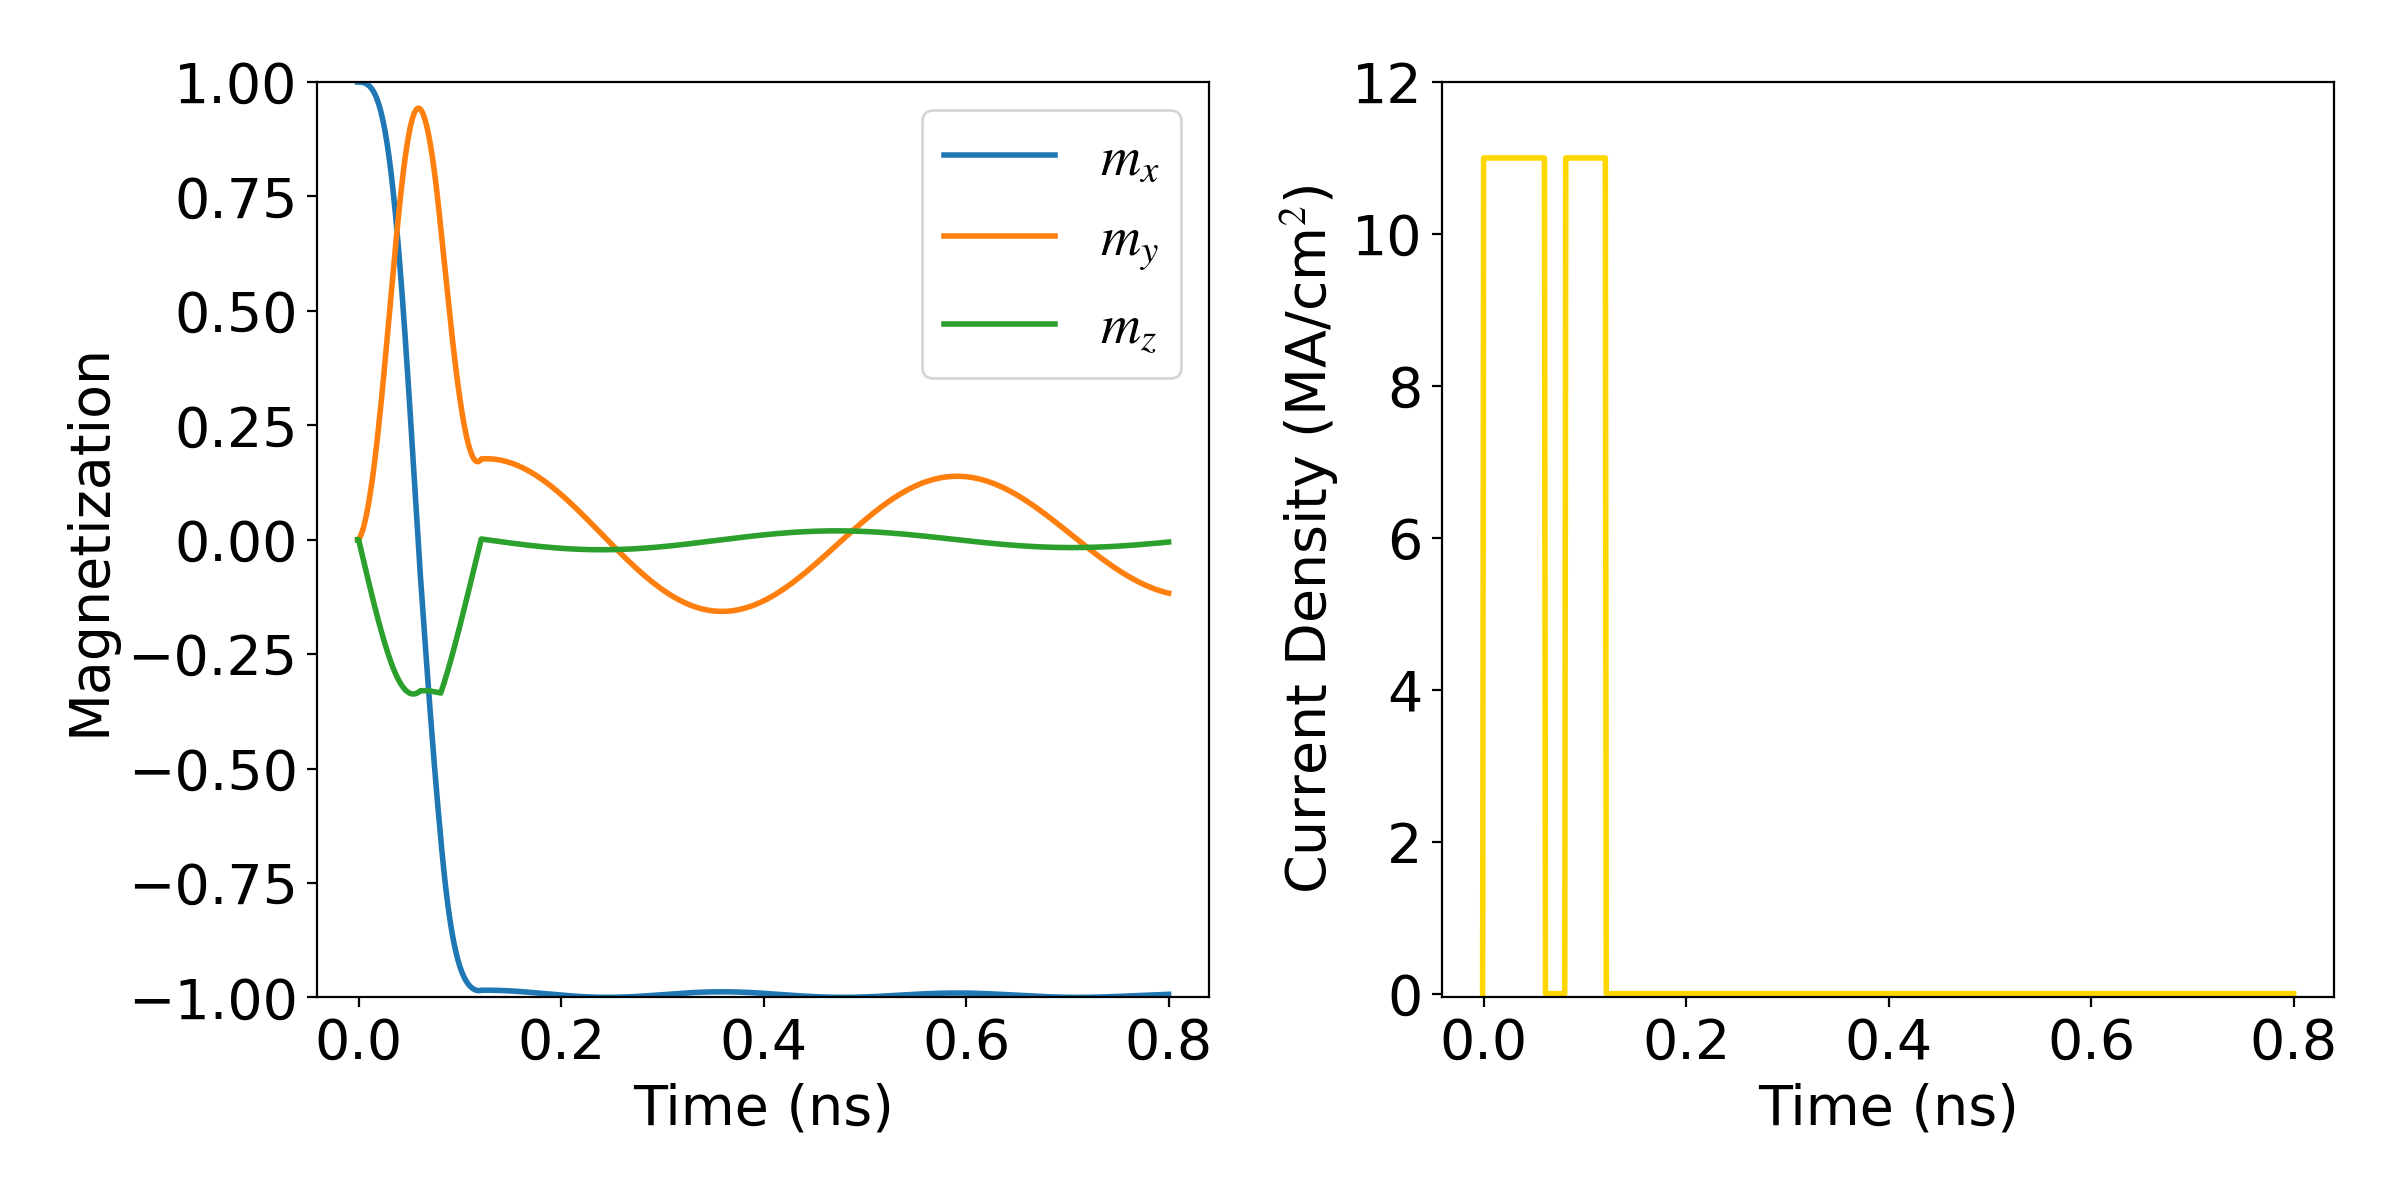 1.00
0.75
0.50
0.25
0.00
−0.25
−0.50
−0.75
−1.00
Magnetization
0.0 0.2 0.4 0.6 0.8
Time (ns)
m_x
m_y
m_z
12
10
8
6
4
2
0
Current Density (MA/cm²)
0.0 0.2 0.4 0.6 0.8
Time (ns)